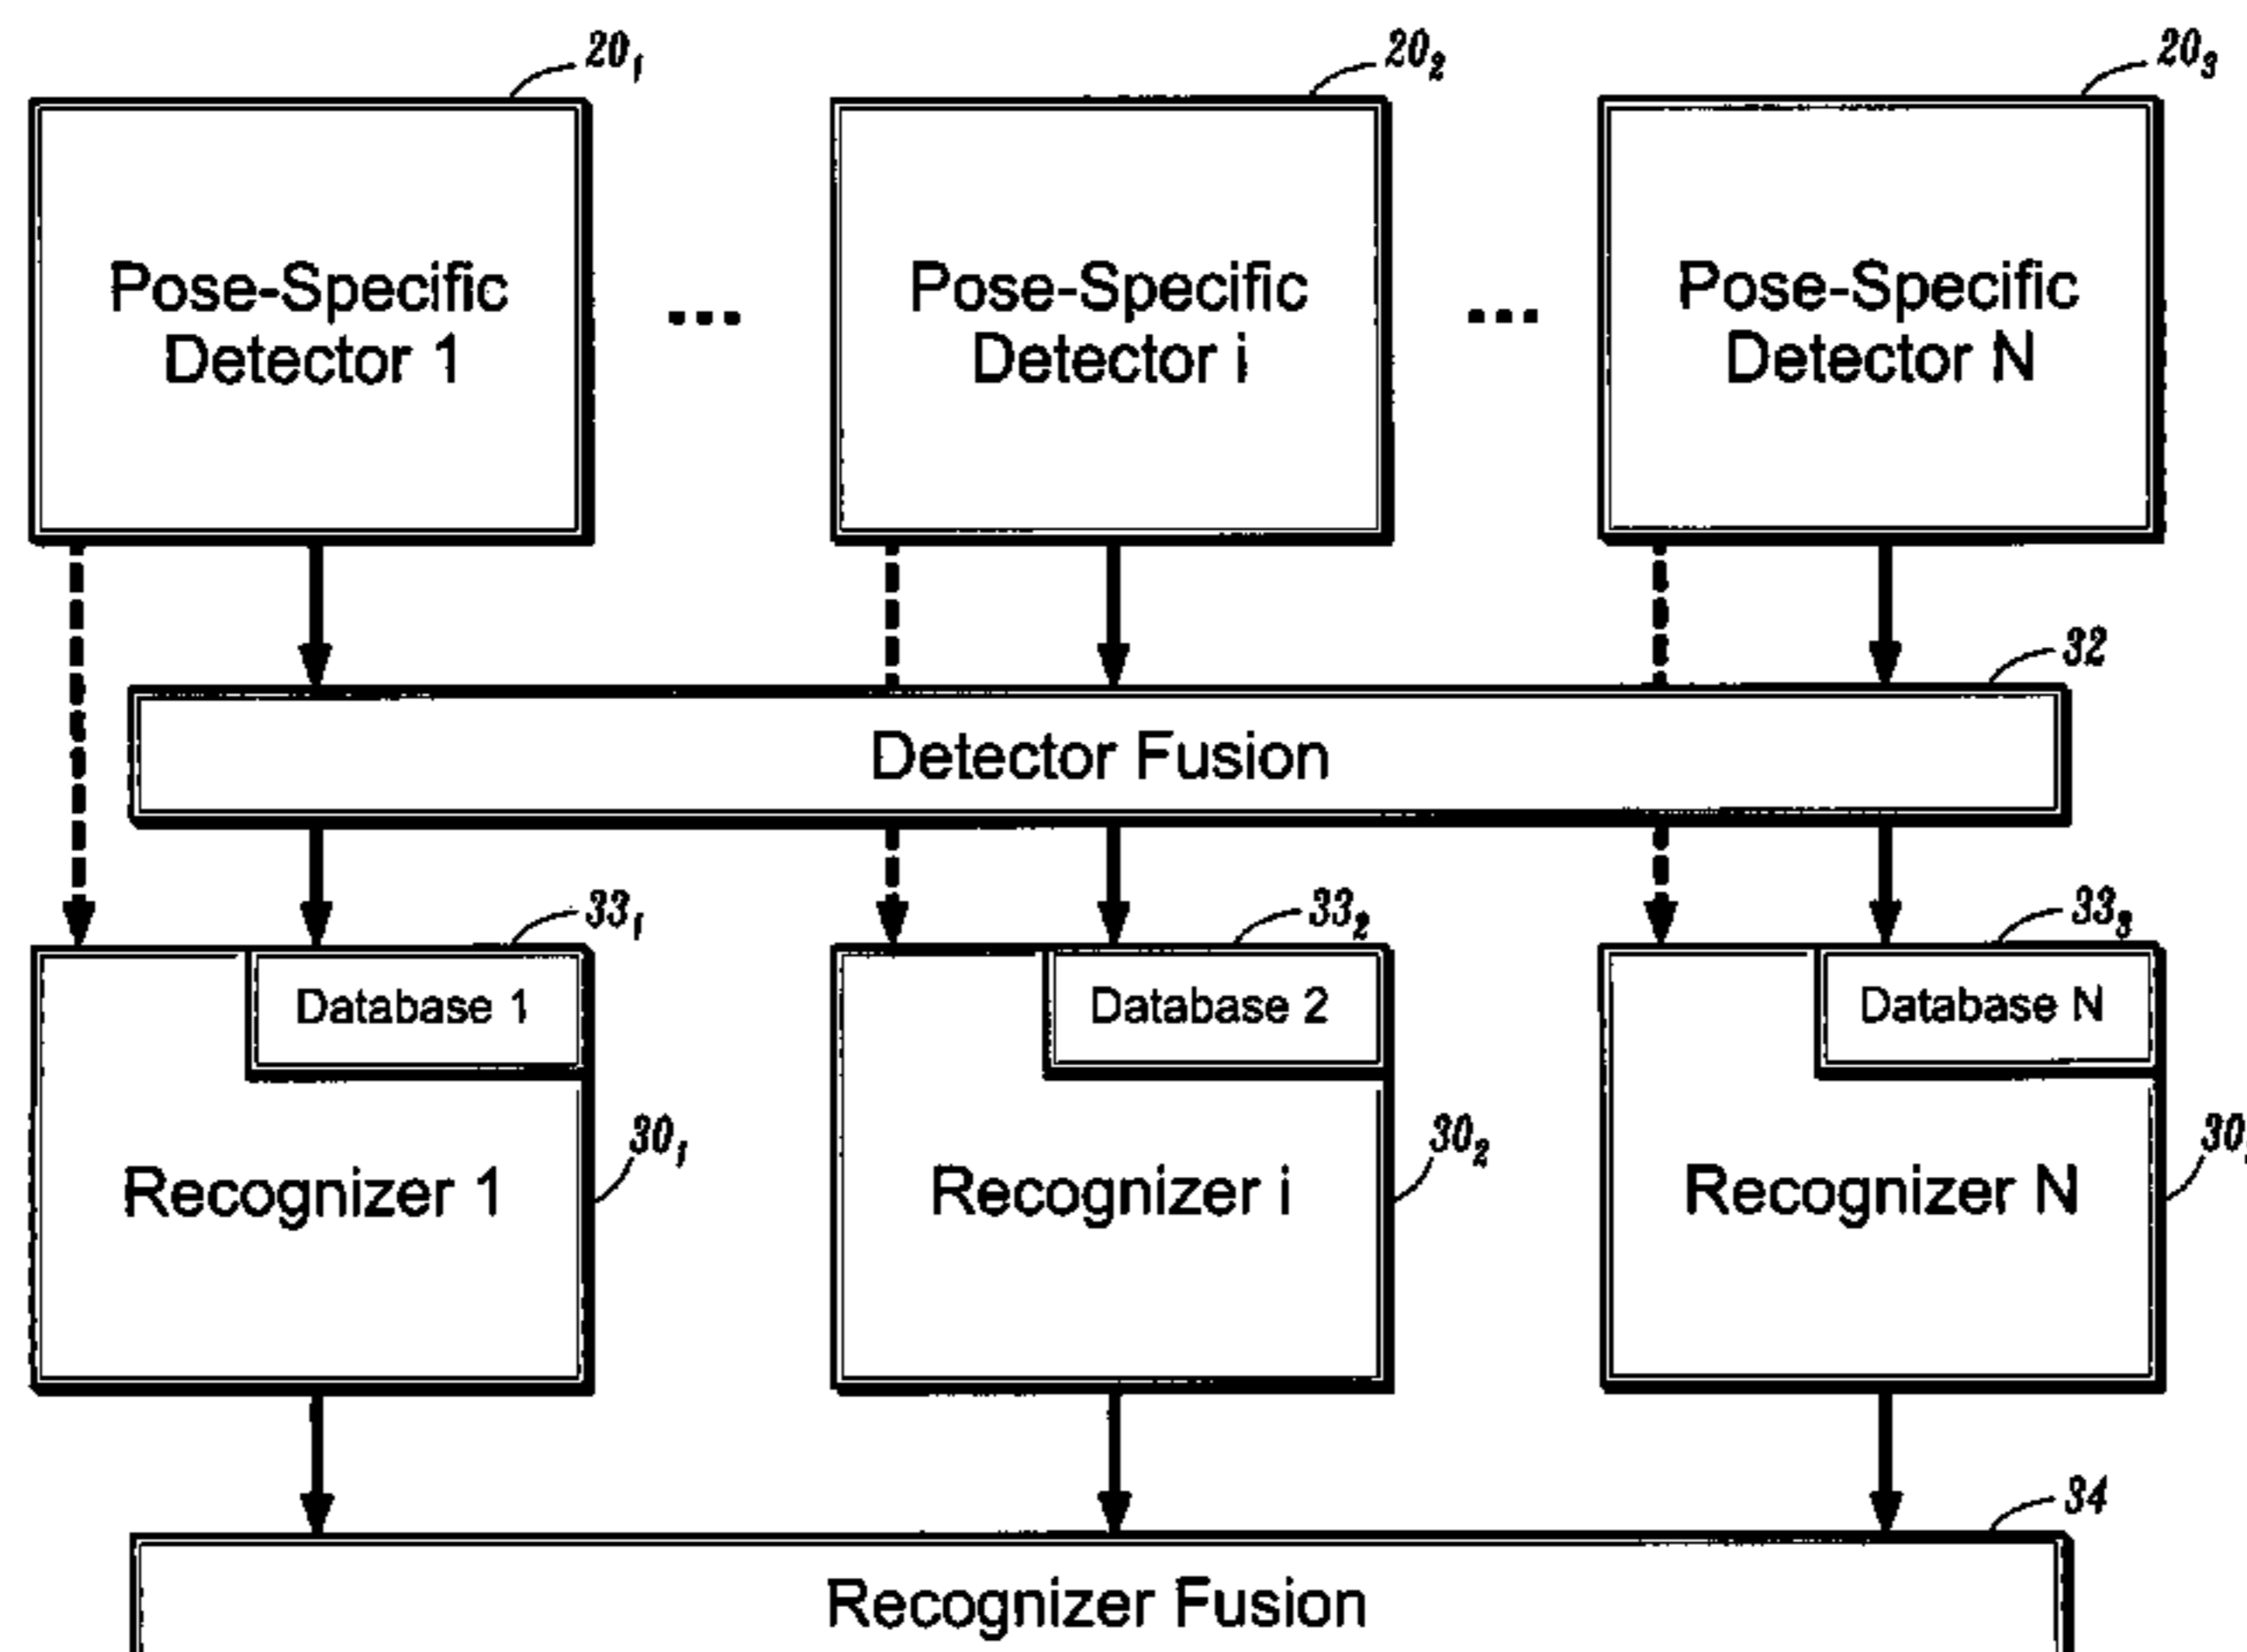 20₁ 20₂ 20₃
Pose-Specific
Detector 1
...
Pose-Specific
Detector i
...
Pose-Specific
Detector N
32
Detector Fusion
33₁ 33₂ 33₃
Database 1 Database 2 Database N
30₁ 30₂ 30
Recognizer 1 Recognizer i Recognizer N
34
Recognizer Fusion